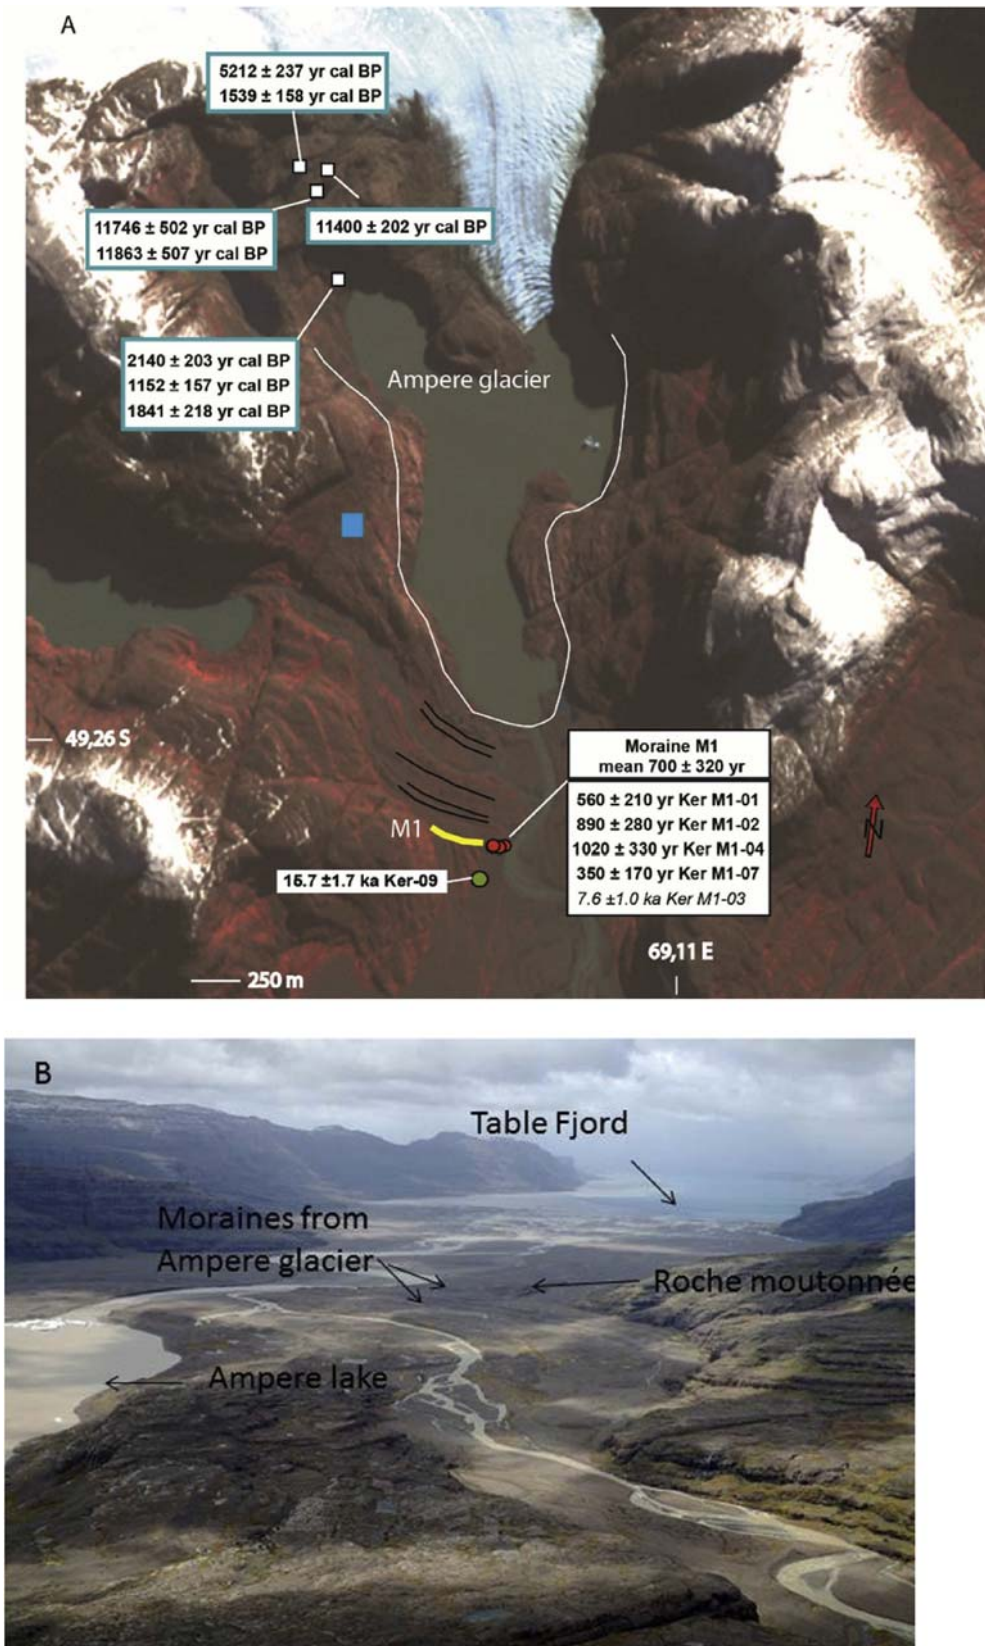 A
5212 ± 237 yr cal BP
1539 ± 158 yr cal BP
11746 ± 502 yr cal BP
11863 ± 507 yr cal BP
11400 ± 202 yr cal BP
2140 ± 203 yr cal BP
1152 ± 157 yr cal BP
1841 ± 218 yr cal BP
Ampere glacier
49,26 S
Moraine M1
mean 700 ± 320 yr
560 ± 210 yr Ker M1-01
890 ± 280 yr Ker M1-02
1020 ± 330 yr Ker M1-04
350 ± 170 yr Ker M1-07
7.6 ±1.0 ka Ker M1-03
M1
15.7 ±1.7 ka Ker-09
N
69,11 E
250 m
B
Table Fjord
Moraines from
Ampere glacier
Roche moutonnée
Ampere lake